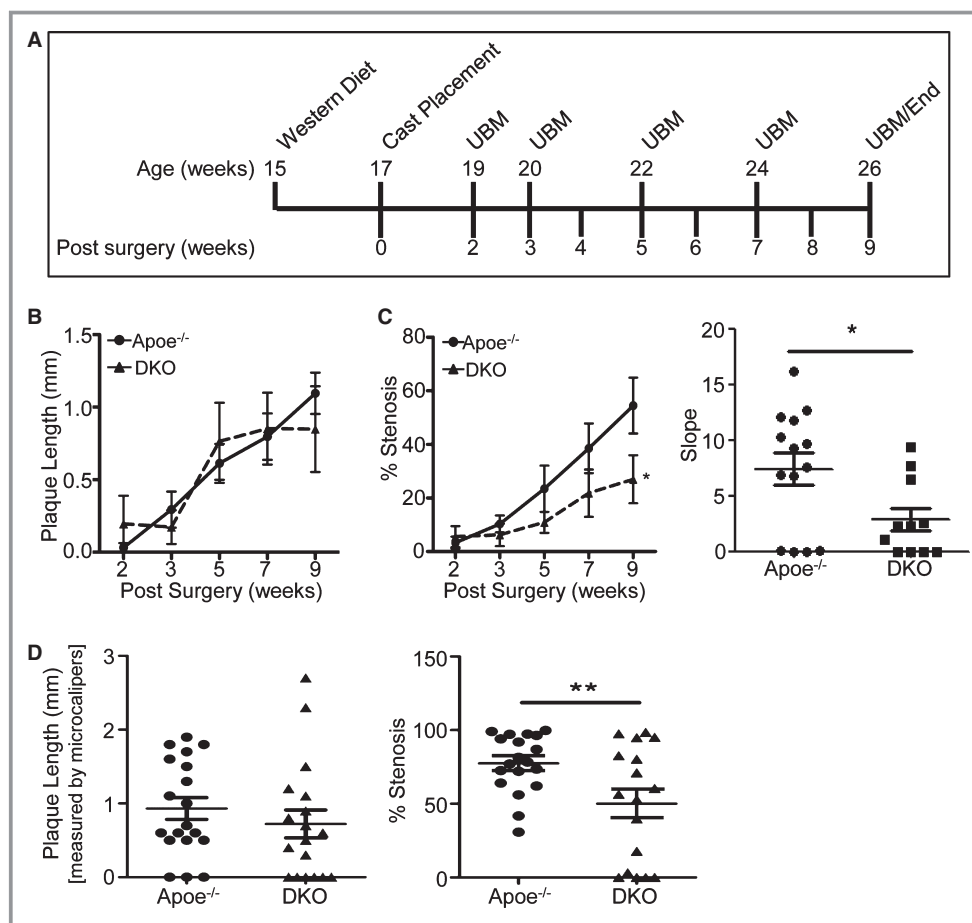 A
Western Diet
Cast Placement
UBM
UBM
UBM
UBM
UBM/End
Age (weeks) 15 17 19 20 22 24 26
Post surgery (weeks) 0 2 3 4 5 6 7 8 9
B
Plaque Length (mm)
1.5
1.0
0.5
0.0
Apoe-/-
DKO
2 3 5 7 9
Post Surgery (weeks)
C
% Stenosis
80
60
40
20
0
Apoe-/-
DKO
*
2 3 5 7 9
Post Surgery (weeks)
Slope
20
15
10
5
0
*
Apoe-/- DKO
D
Plaque Length (mm)
[measured by microcalipers]
3
2
1
0
Apoe-/- DKO
% Stenosis
150
100
50
0
**
Apoe-/- DKO